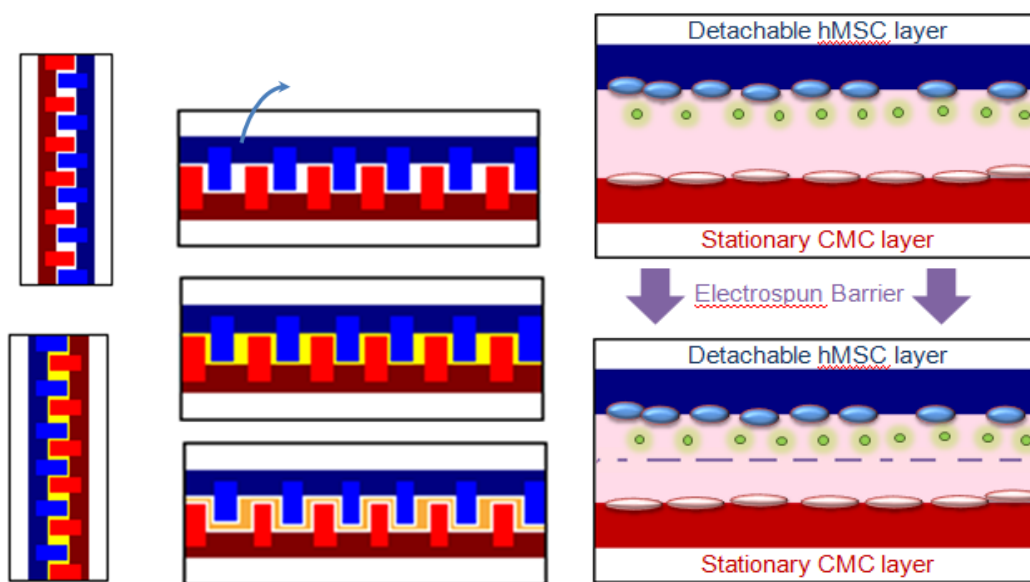 Detachable hMSC layer
Stationary CMC layer
Electrospun Barrier
Detachable hMSC layer
Stationary CMC layer